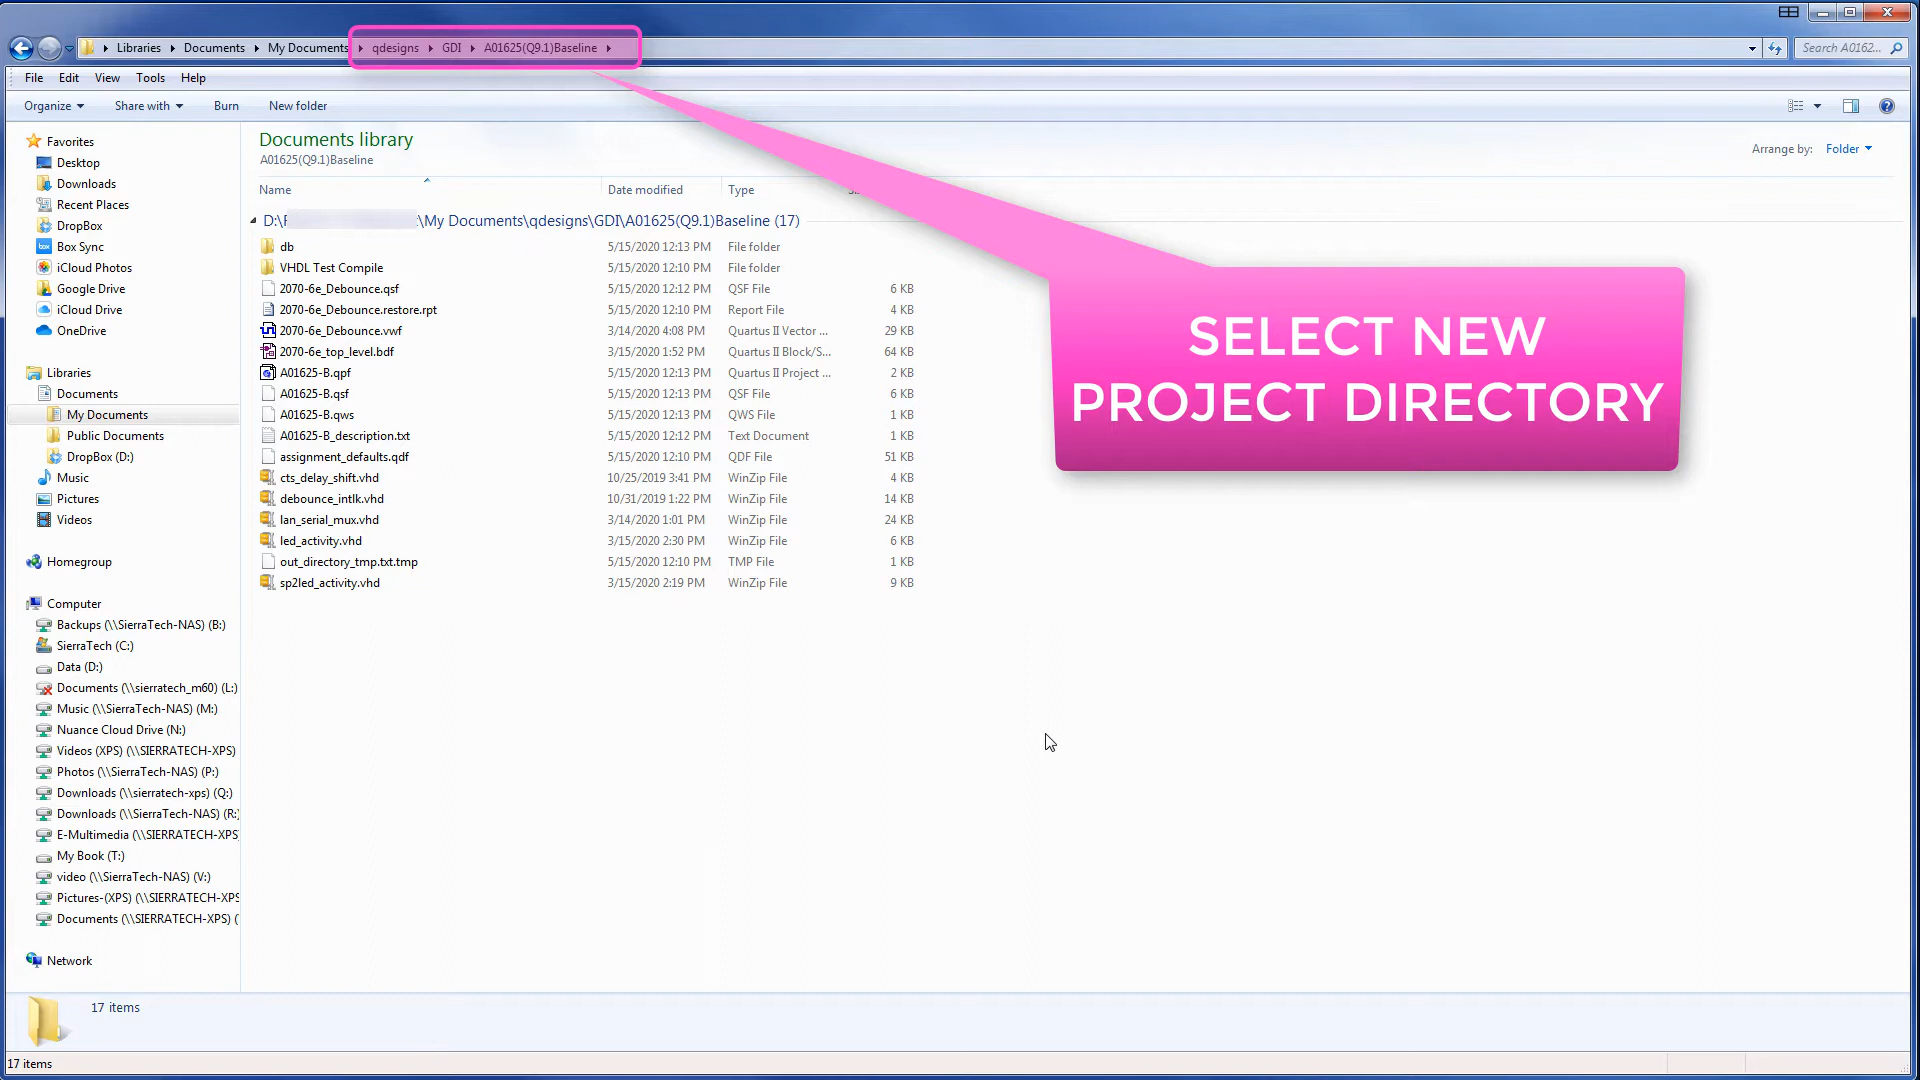 Libraries Documents My Documents qdesigns GDI A01625(Q9.1)Baseline
Search A0162...
File Edit View Tools Help
Organize Share with Burn New folder
Documents library
A01625(Q9.1)Baseline
Arrange by: Folder
Name Date modified Type
D:\ \My Documents\qdesigns\GDI\A01625(Q9.1)Baseline (17)
db 5/15/2020 12:13 PM File folder
VHDL Test Compile 5/15/2020 12:10 PM File folder
2070-6e_Debounce.qsf 5/15/2020 12:12 PM QSF File 6 KB
2070-6e_Debounce.restore.rpt 5/15/2020 12:10 PM Report File 4 KB
2070-6e_Debounce.vwf 3/14/2020 4:08 PM Quartus II Vector ... 29 KB
2070-6e_top_level.bdf 3/15/2020 1:52 PM Quartus II Block/S... 64 KB
A01625-B.qpf 5/15/2020 12:13 PM Quartus II Project ... 2 KB
A01625-B.qsf 5/15/2020 12:13 PM QSF File 6 KB
A01625-B.qws 5/15/2020 12:13 PM QWS File 1 KB
A01625-B_description.txt 5/15/2020 12:12 PM Text Document 1 KB
assignment_defaults.qdf 5/15/2020 12:10 PM QDF File 51 KB
cts_delay_shift.vhd 10/25/2019 3:41 PM WinZip File 4 KB
debounce_intlk.vhd 10/31/2019 1:22 PM WinZip File 14 KB
lan_serial_mux.vhd 3/14/2020 1:01 PM WinZip File 24 KB
led_activity.vhd 3/15/2020 2:30 PM WinZip File 6 KB
out_directory_tmp.txt.tmp 5/15/2020 12:10 PM TMP File 1 KB
sp2led_activity.vhd 3/15/2020 2:19 PM WinZip File 9 KB
SELECT NEW
PROJECT DIRECTORY
Favorites
Desktop
Downloads
Recent Places
DropBox
Box Sync
iCloud Photos
Google Drive
iCloud Drive
OneDrive
Libraries
Documents
My Documents
Public Documents
DropBox (D:)
Music
Pictures
Videos
Homegroup
Computer
Backups (\\SierraTech-NAS) (B:)
SierraTech (C:)
Data (D:)
Documents (\\sierratech_m60) (L:)
Music (\\SierraTech-NAS) (M:)
Nuance Cloud Drive (N:)
Videos (XPS) (\\SIERRATECH-XPS)
Photos (\\SierraTech-NAS) (P:)
Downloads (\\sierratech-xps) (Q:)
Downloads (\\SierraTech-NAS) (R:)
E-Multimedia (\\SIERRATECH-XPS)
My Book (T:)
video (\\SierraTech-NAS) (V:)
Pictures-(XPS) (\\SIERRATECH-XPS
Documents (\\SIERRATECH-XPS) (
Network
17 items
17 items